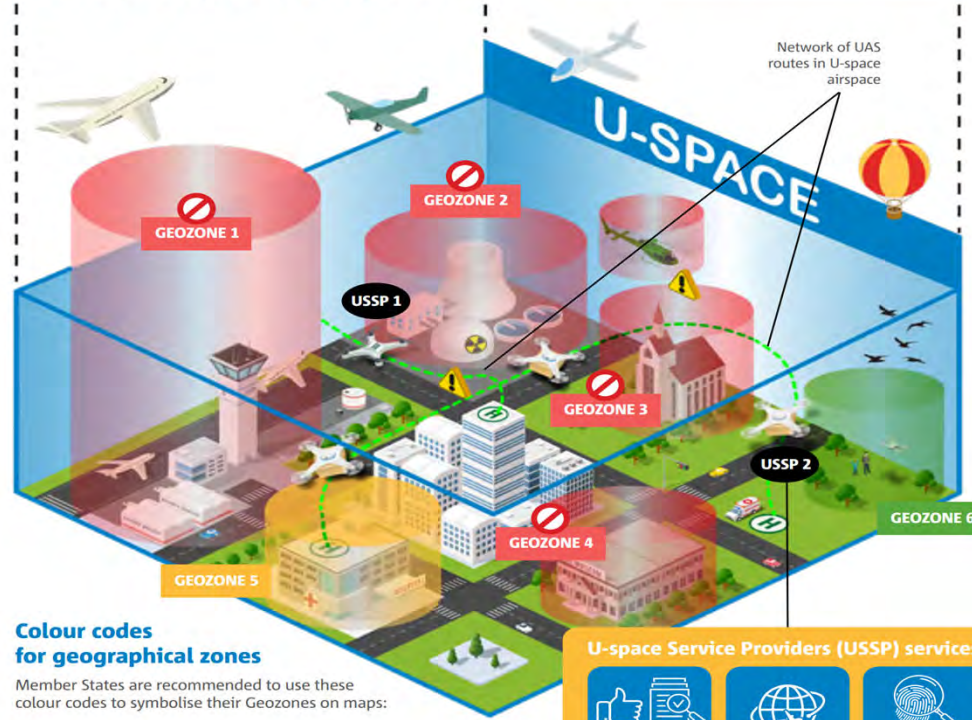 Network of UAS
routes in U-space
airspace
U-SPACE
GEOZONE 1
GEOZONE 2
USSP 1
GEOZONE 3
USSP 2
GEOZONE 6
GEOZONE 4
GEOZONE 5
H
H
H
Colour codes
for geographical zones
Member States are recommended to use these
colour codes to symbolise their Geozones on maps:
U-space Service Providers (USSP) services